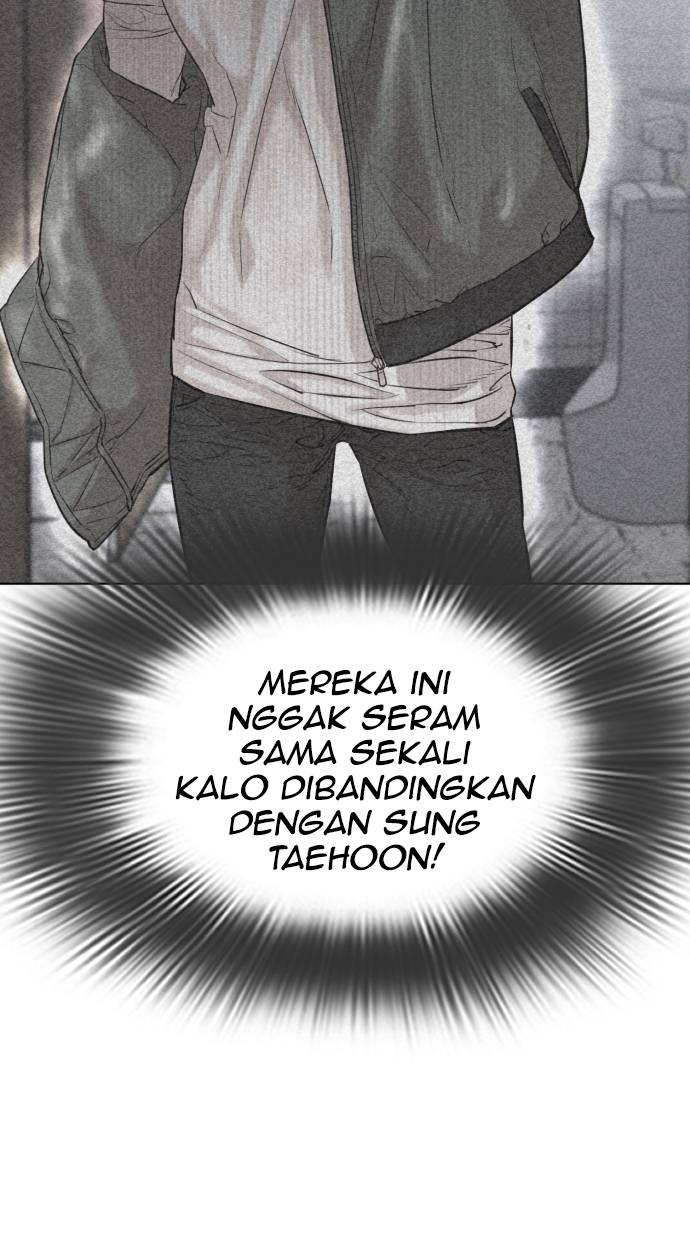 MEREKA INI
NGGAK SERAM
SAMA SEKALI
KALO DIBANDINGKAN
DENGAN SUNG
TAEHOON!